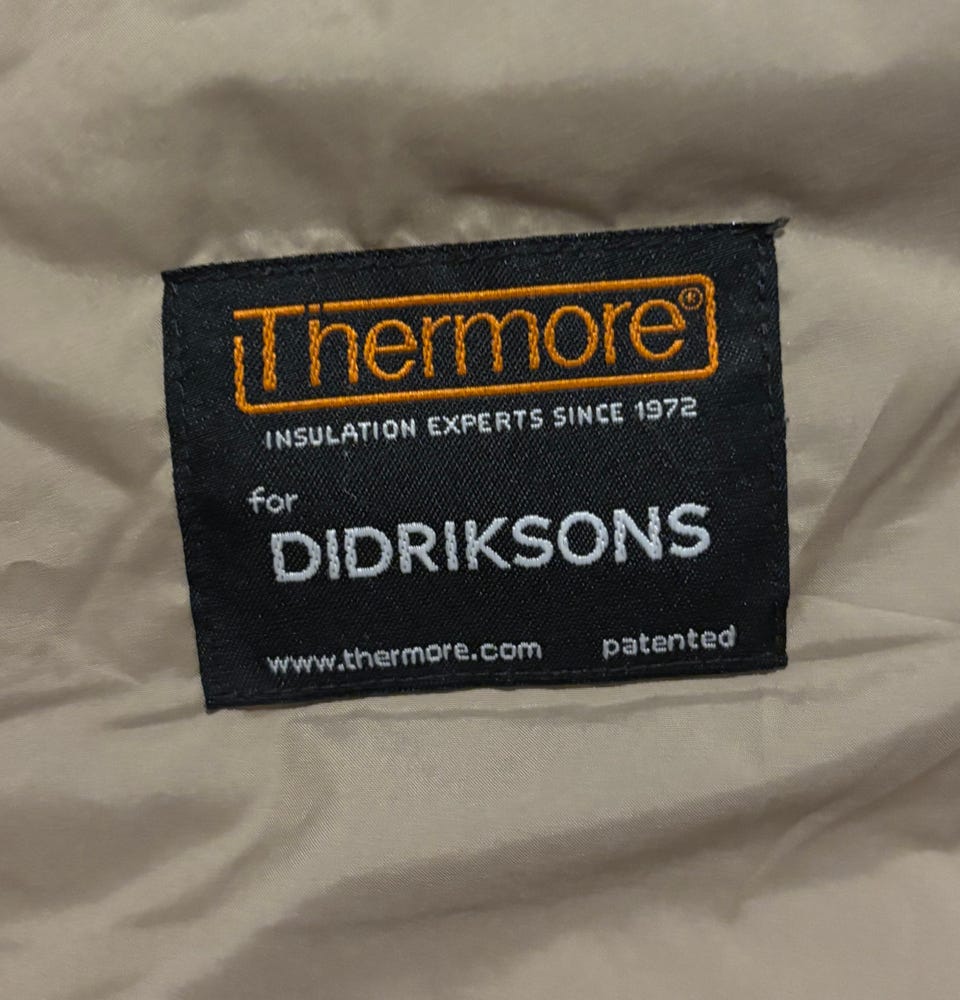 Thermore®
INSULATION EXPERTS SINCE 1972
for
DIDRIKSONS
www.thermore.com patented